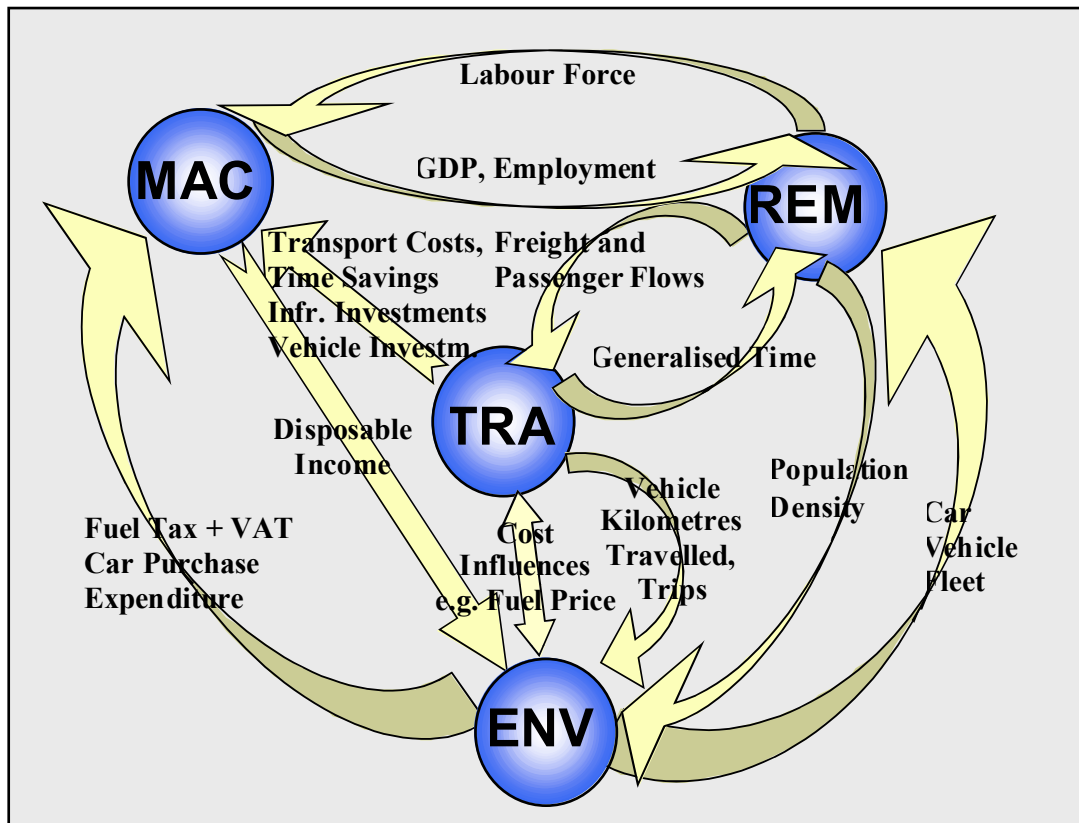 Labour Force
MAC
GDP, Employment
REM
Transport Costs,
Time Savings
Infr. Investments
Vehicle Investm.
Freight and
Passenger Flows
Generalised Time
TRA
Disposable
Income
Population
Density
Vehicle
Kilometres
Travelled,
Trips
Cost
Influences
e.g. Fuel Price
Fuel Tax + VAT
Car Purchase
Expenditure
Car
Vehicle
Fleet
ENV